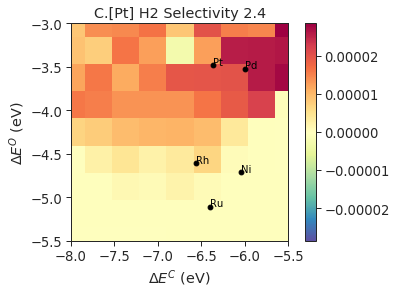 C.[Pt] H2 Selectivity 2.4
−3.0
−3.5
−4.0
−4.5
−5.0
−5.5
ΔE^O (eV)
Pt
Pd
Rh
Ni
Ru
−8.0 −7.5 −7.0 −6.5 −6.0 −5.5
ΔE^C (eV)
0.00002
0.00001
0.00000
−0.00001
−0.00002